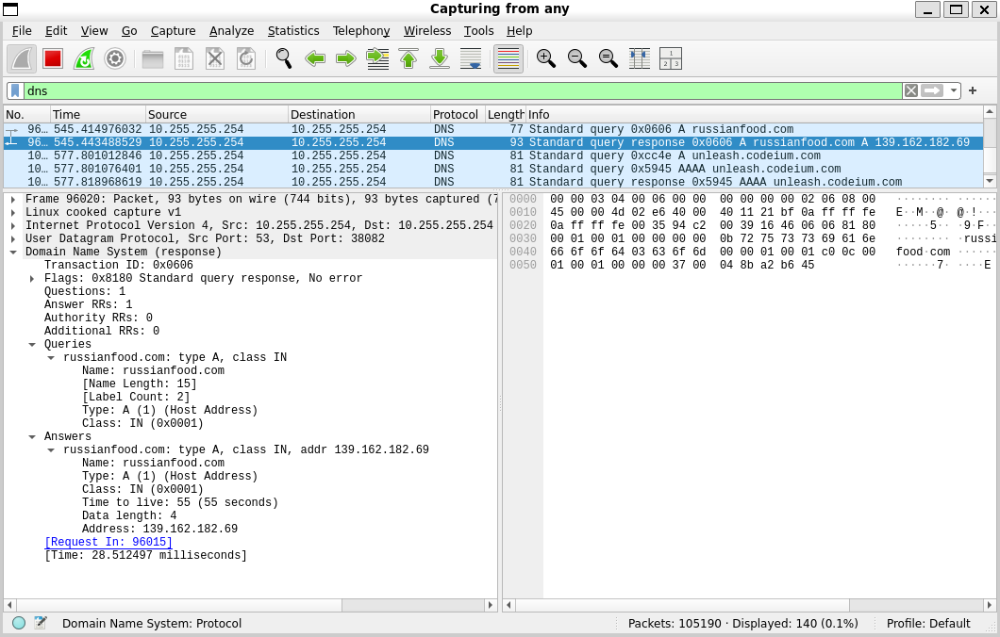 Capturing from any
File Edit View Go Capture Analyze Statistics Telephony Wireless Tools Help
dns
No. Time Source Destination Protocol Length Info
96… 545.414976032 10.255.255.254 10.255.255.254 DNS 77 Standard query 0x0606 A russianfood.com
96… 545.443488529 10.255.255.254 10.255.255.254 DNS 93 Standard query response 0x0606 A russianfood.com A 139.162.182.69
10… 577.801012846 10.255.255.254 10.255.255.254 DNS 81 Standard query 0xcc4e A unleash.codeium.com
10… 577.801076401 10.255.255.254 10.255.255.254 DNS 81 Standard query 0x5945 AAAA unleash.codeium.com
10… 577.818968619 10.255.255.254 10.255.255.254 DNS 81 Standard query response 0x5945 AAAA unleash.codeium.com
Frame 96020: Packet, 93 bytes on wire (744 bits), 93 bytes captured (7
Linux cooked capture v1
Internet Protocol Version 4, Src: 10.255.255.254, Dst: 10.255.255.254
User Datagram Protocol, Src Port: 53, Dst Port: 38082
Domain Name System (response)
Transaction ID: 0x0606
Flags: 0x8180 Standard query response, No error
Questions: 1
Answer RRs: 1
Authority RRs: 0
Additional RRs: 0
Queries
russianfood.com: type A, class IN
Name: russianfood.com
[Name Length: 15]
[Label Count: 2]
Type: A (1) (Host Address)
Class: IN (0x0001)
Answers
russianfood.com: type A, class IN, addr 139.162.182.69
Name: russianfood.com
Type: A (1) (Host Address)
Class: IN (0x0001)
Time to live: 55 (55 seconds)
Data length: 4
Address: 139.162.182.69
[Request In: 96015]
[Time: 28.512497 milliseconds]
0000 00 00 03 04 00 06 00 00 00 00 00 00 02 06 08 00 ········ ······
0010 45 00 00 4d 02 e6 40 00 40 11 21 bf 0a ff ff fe E··M··@· @·!···
0020 0a ff ff fe 00 35 94 c2 00 39 16 46 06 06 81 80 ·····5·· ·9·F··
0030 00 01 00 01 00 00 00 00 0b 72 75 73 73 69 61 6e ········ ·russi
0040 66 6f 6f 64 03 63 6f 6d 00 00 01 00 01 c0 0c 00 food·com ······
0050 01 00 01 00 00 00 37 00 04 8b a2 b6 45 ······7· ····E
Domain Name System: Protocol
Packets: 105190 · Displayed: 140 (0.1%)
Profile: Default